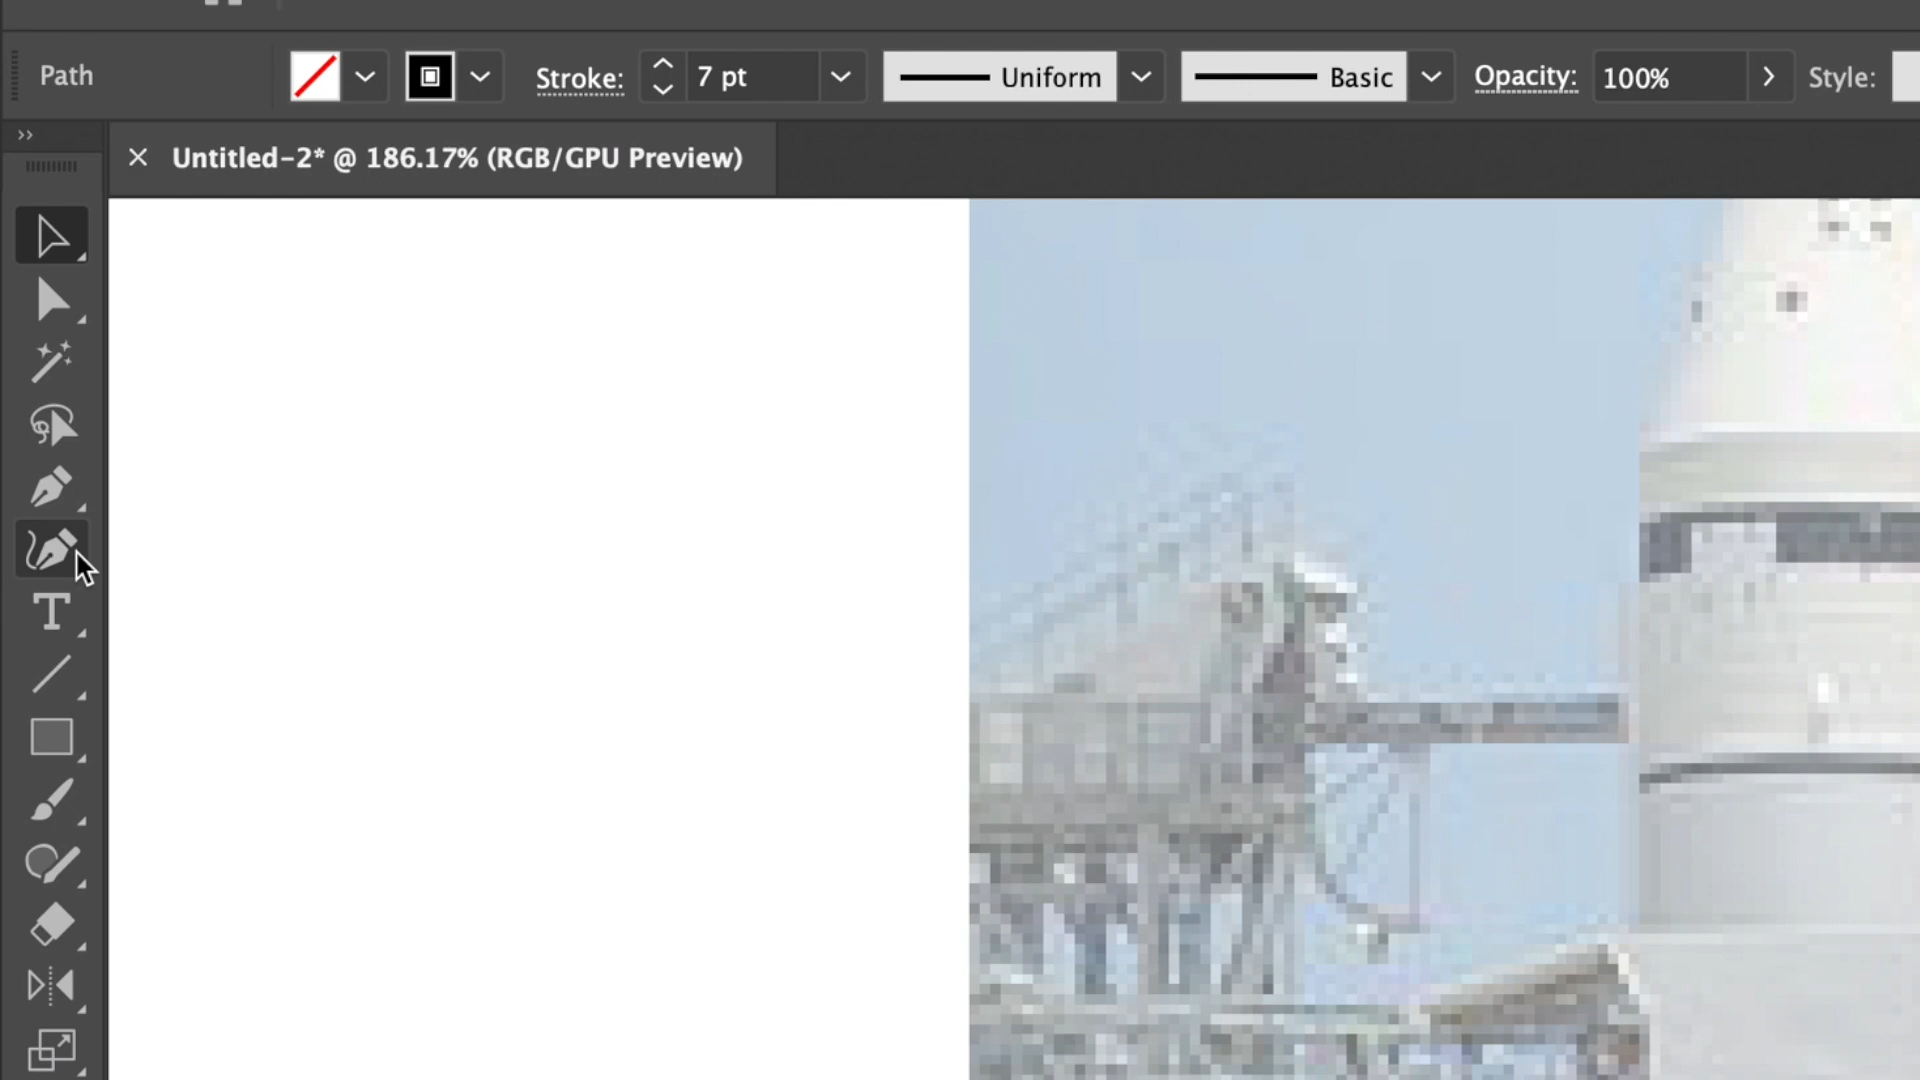 Path Stroke: 7 pt Uniform Basic Opacity: 100% Style:
Untitled-2* @ 186.17% (RGB/GPU Preview)